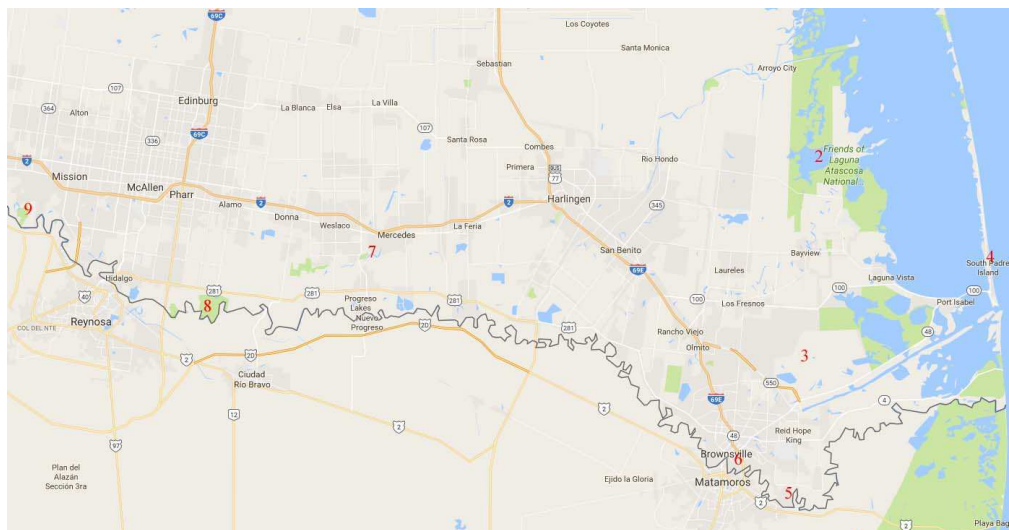 69C
Los Coyotes
Santa Monica
Sebastian
Arroyo City
107
364
Alton
Edinburg
La Blanca
Elsa
La Villa
69C
336
107
Santa Rosa
Combes
Primera
77
Rio Hondo
2
Friends of
Laguna
Atascosa
National
2
Mission
McAllen
Pharr
Alamo
2
Donna
Weslaco
Mercedes
La Feria
2
Harlingen
345
9
7
San Benito
69E
Bayview
4
South Padre
Island
Laureles
Laguna Vista
100
Port Isabel
Hidalgo
40
Reynosa
COL DEL NTE
281
8
281
Progreso
Lakes
Nuevo
Progreso
281
20
281
100
Los Fresnos
100
48
Rancho Viejo
Olmito
3
2
20
Ciudad
Río Bravo
550
69E
4
12
2
2
48
Reid Hope
King
97
Plan del
Alazán
Sección 3ra
Brownsville
6
Matamoros
Ejido la Gloria
5
2
2
Playa Bag